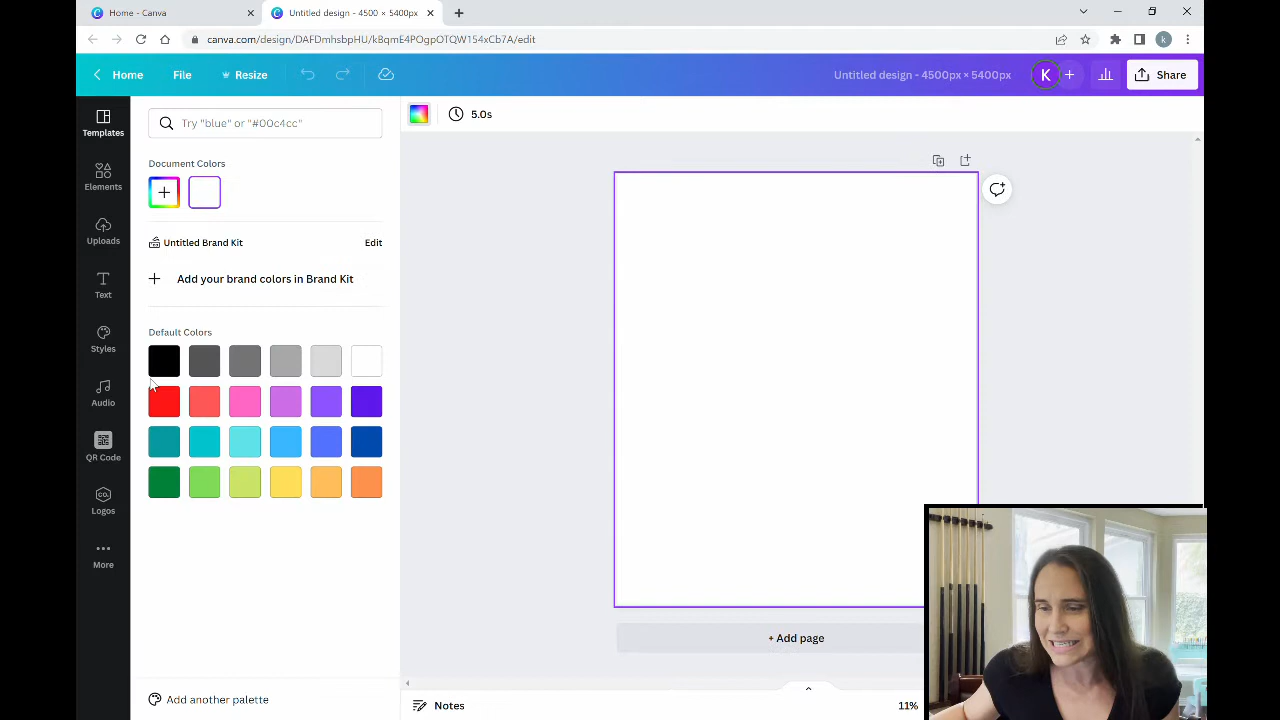 Home - Canva
Untitled design - 4500 × 5400px
canva.com/design/DAFDmhsbpHU/kBqmE4POgpOTQW154xCb7A/edit
k
Home
File
Resize
Untitled design - 4500px × 5400px
K
Share
Templates
Elements
Uploads
Text
Styles
Audio
QR Code
CO.
Logos
More
Try "blue" or "#00c4cc"
Document Colors
Untitled Brand Kit
Edit
Add your brand colors in Brand Kit
Default Colors
Add another palette
5.0s
+ Add page
Notes
11%